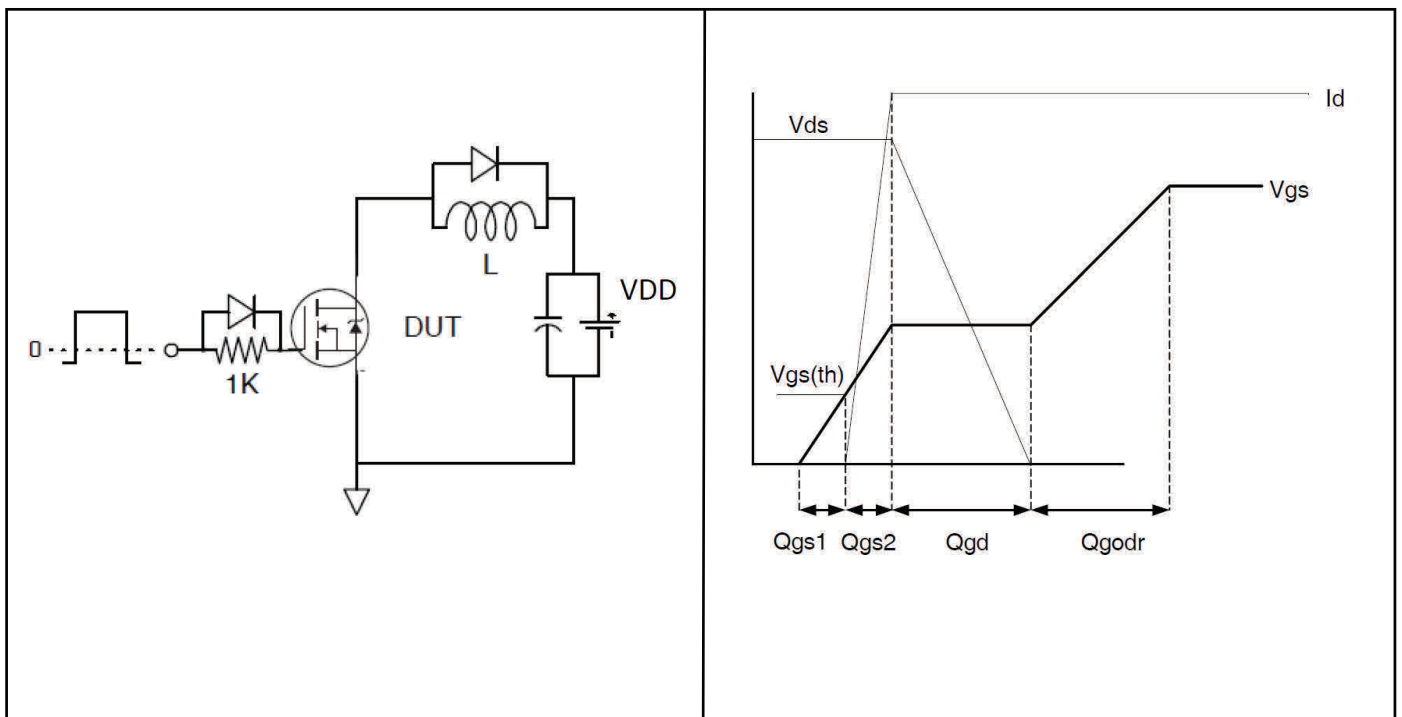 L
VDD
DUT
0
1K
Id
Vds
Vgs
Vgs(th)
Qgs1 Qgs2 Qgd Qgodr